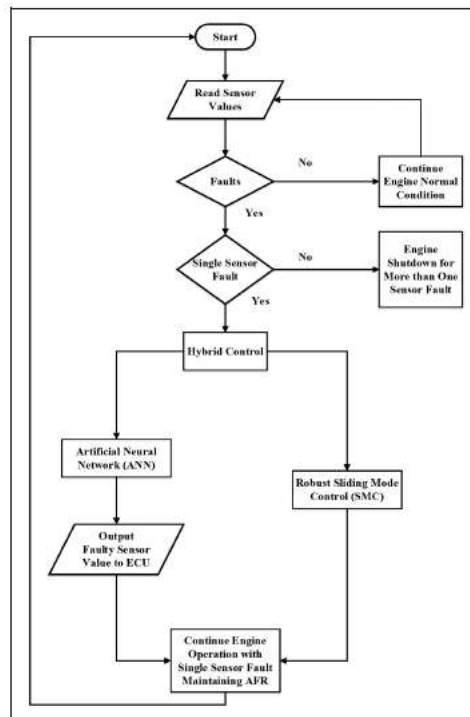 Start
Read Sensor
Values
Faults
No
Continue
Engine Normal
Condition
Yes
Single Sensor
Fault
No
Engine
Shutdown for
More than One
Sensor Fault
Yes
Hybrid Control
Artificial Neural
Network (ANN)
Robust Sliding Mode
Control (SMC)
Output
Faulty Sensor
Value to ECU
Continue Engine
Operation with
Single Sensor Fault
Maintaining AFR